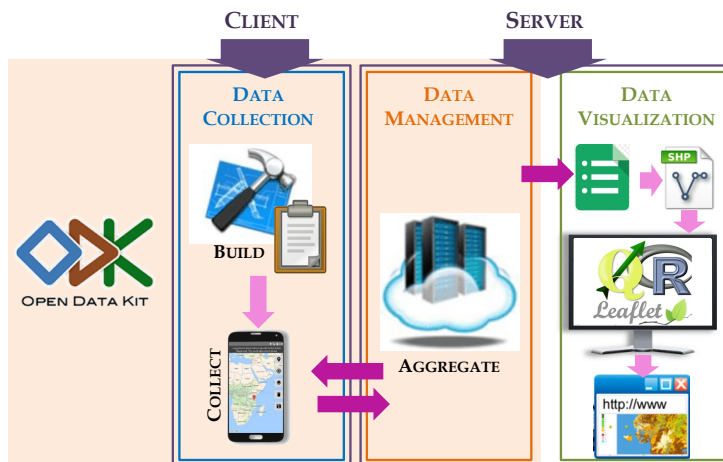 CLIENT
SERVER
DATA
COLLECTION
DATA
MANAGEMENT
DATA
VISUALIZATION
BUILD
SHP
OPEN DATA KIT
Q R
Leaflet
COLLECT
AGGREGATE
http://www